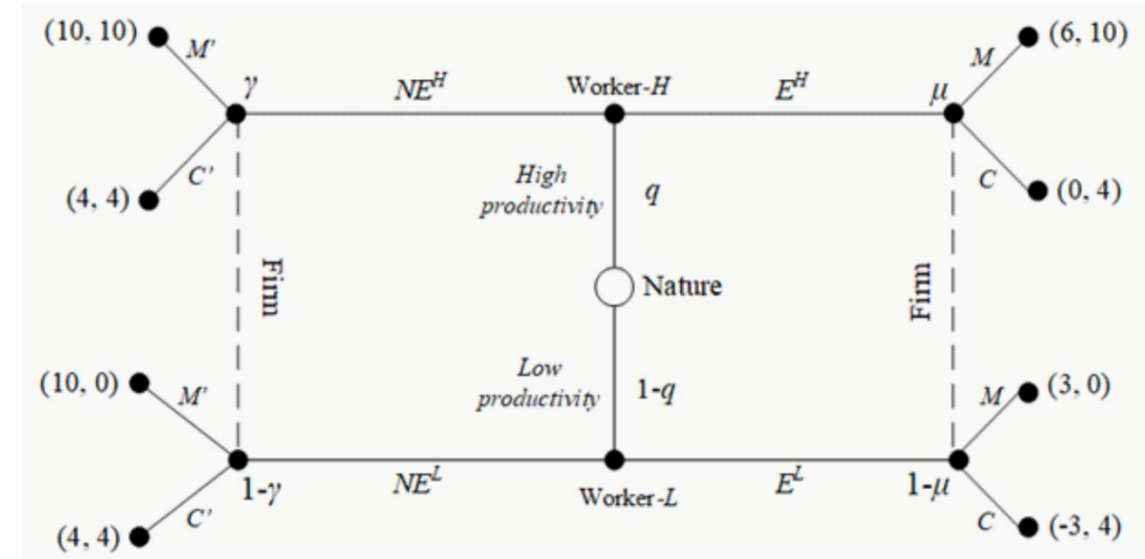 (10, 10)
M'
γ
NE^H
Worker-H
E^H
μ
M
(6, 10)
C'
(4, 4)
High
productivity
q
C
(0, 4)
Firm
Nature
Firm
(10, 0)
M'
Low
productivity
1-q
M
(3, 0)
1-γ
NE^L
Worker-L
E^L
1-μ
C'
(4, 4)
C
(-3, 4)